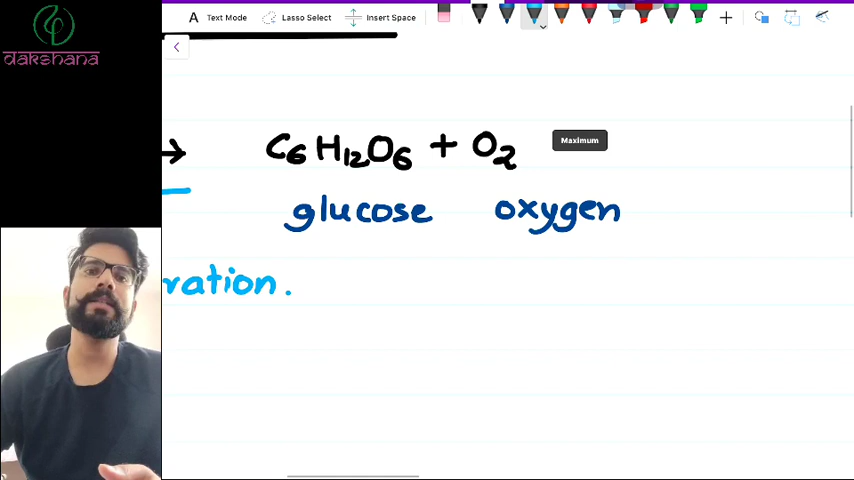 A Text Mode Lasso Select Insert Space
dakshana
→ C6H12O6 + O2
Maximum
glucose oxygen
ration.